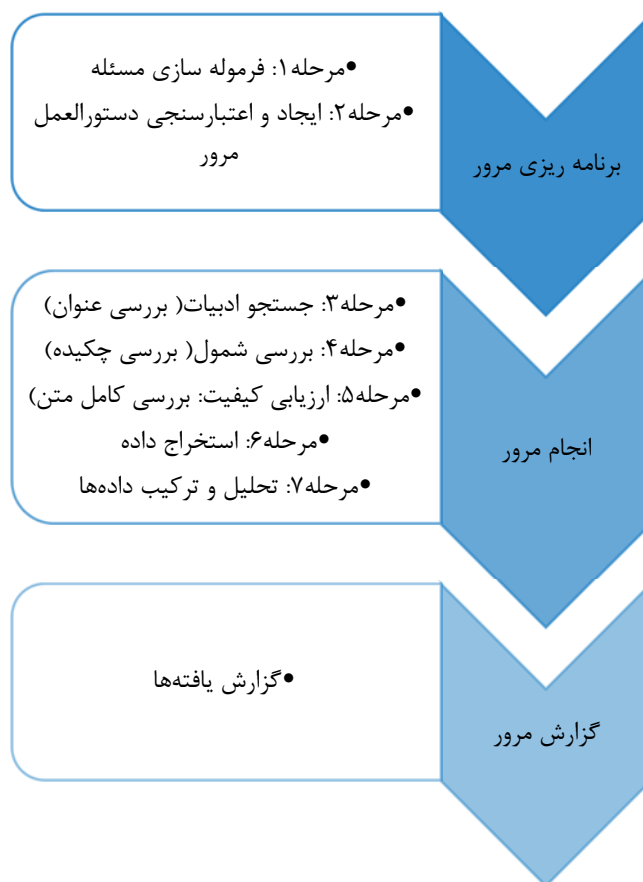 برنامه ریزی مرور
•مرحله۱: فرموله سازی مسئله
•مرحله۲: ایجاد و اعتبارسنجی دستورالعمل
مرور
انجام مرور
•مرحله۳: جستجو ادبیات( بررسی عنوان)
•مرحله۴: بررسی شمول( بررسی چکیده)
•مرحله۵: ارزیابی کیفیت: بررسی کامل متن)
•مرحله۶: استخراج داده
•مرحله۷: تحلیل و ترکیب داده‌ها
گزارش مرور
•گزارش یافته‌ها